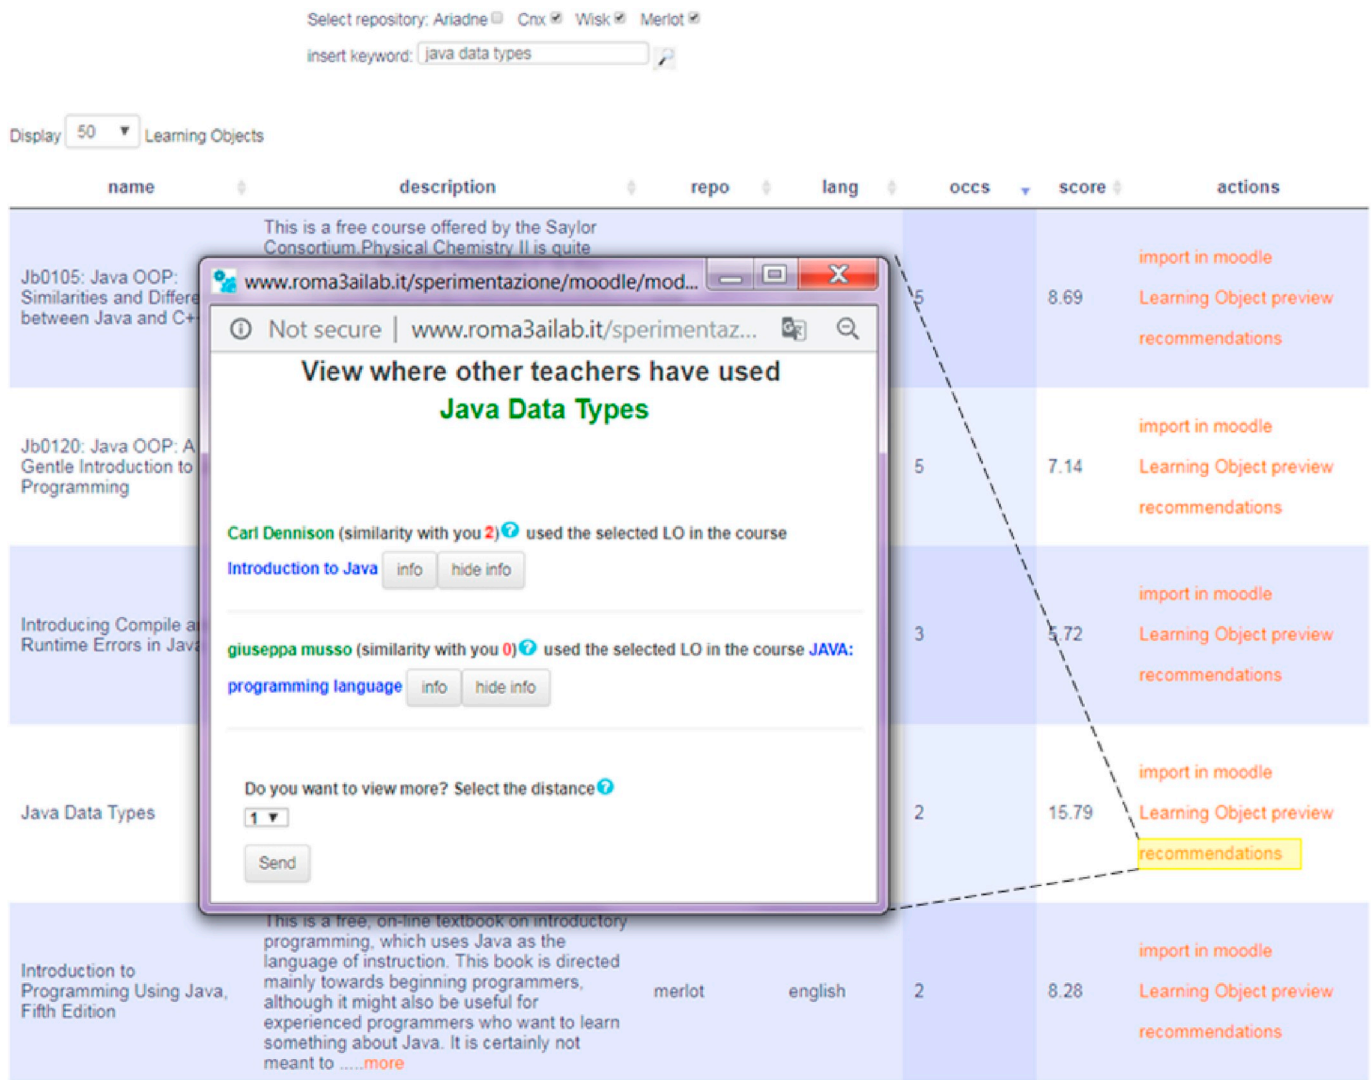 Select repository: Ariadne Cnx Wisk Merlot
insert keyword: java data types
Display 50 Learning Objects
name description repo lang occs score actions
This is a free course offered by the Saylor
Consortium.Physical Chemistry II is quite
Jb0105: Java OOP:
Similarities and Differe
between Java and C+
5
8.69
import in moodle
Learning Object preview
recommendations
Jb0120: Java OOP: A
Gentle Introduction to
Programming
5
7.14
import in moodle
Learning Object preview
recommendations
Introducing Compile a
Runtime Errors in Java
3
5.72
import in moodle
Learning Object preview
recommendations
Java Data Types
2
15.79
import in moodle
Learning Object preview
recommendations
Introduction to
Programming Using Java,
Fifth Edition
This is a free, on-line textbook on introductory
programming, which uses Java as the
language of instruction. This book is directed
mainly towards beginning programmers,
although it might also be useful for
experienced programmers who want to learn
something about Java. It is certainly not
meant to .....more
merlot
english
2
8.28
import in moodle
Learning Object preview
recommendations
www.roma3ailab.it/sperimentazione/moodle/mod...
Not secure | www.roma3ailab.it/sperimentaz...
View where other teachers have used
Java Data Types
Carl Dennison (similarity with you 2)? used the selected LO in the course
Introduction to Java info hide info
giuseppa musso (similarity with you 0)? used the selected LO in the course JAVA:
programming language info hide info
Do you want to view more? Select the distance?
1
Send